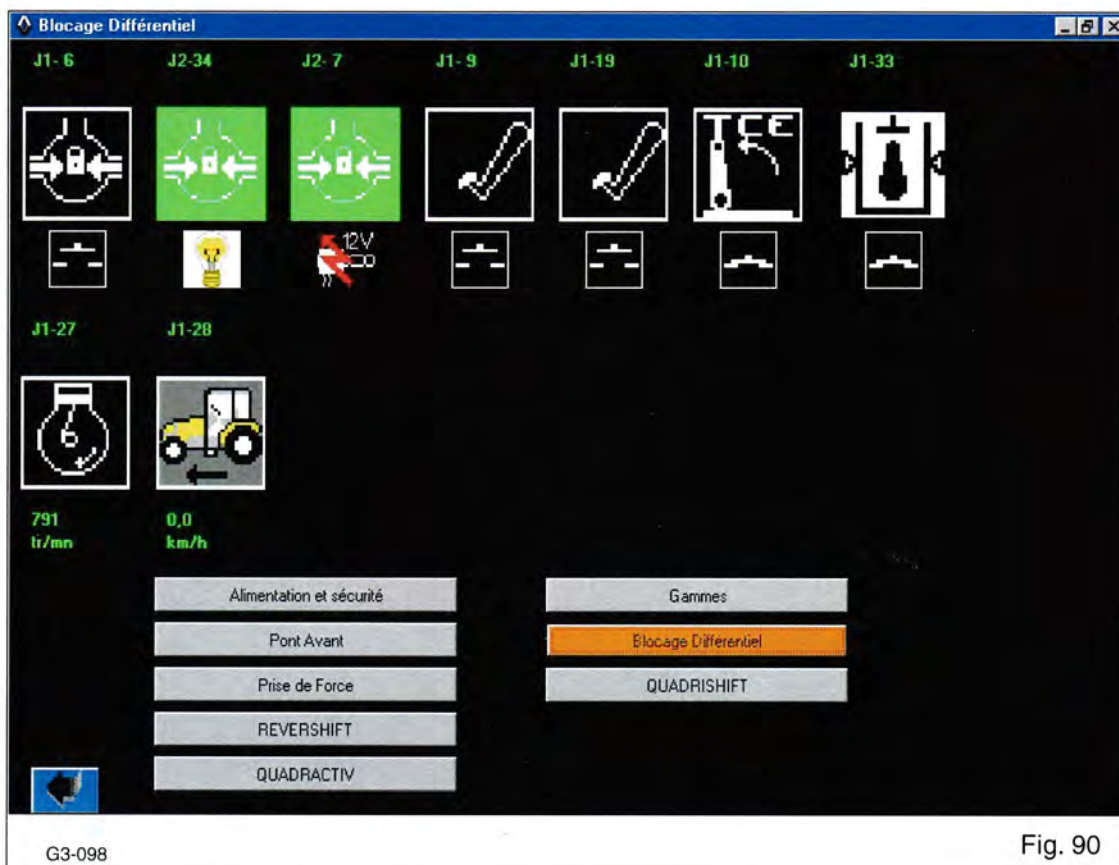 Blocage Différentiel
J1- 6 J2-34 J2- 7 J1- 9 J1-19 J1-10 J1-33
TCE
12V
J1-27 J1-28
6
791 0,0
tr/mn km/h
Alimentation et sécurité Gammes
Pont Avant Blocage Differentiel
Prise de Force QUADRISHIFT
REVERSHIFT
QUADRACTIV
G3-098 Fig. 90